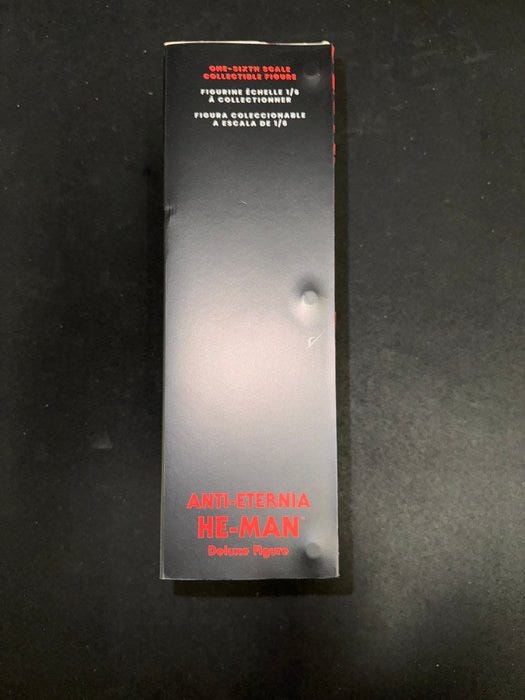 ONE-SIXTH SCALE
COLLECTIBLE FIGURE
FIGURINE ÉCHELLE 1/6
À COLLECTIONNER
FIGURA COLECCIONABLE
A ESCALA DE 1/6
ANTI-ETERNIA
HE-MAN
Deluxe Figure